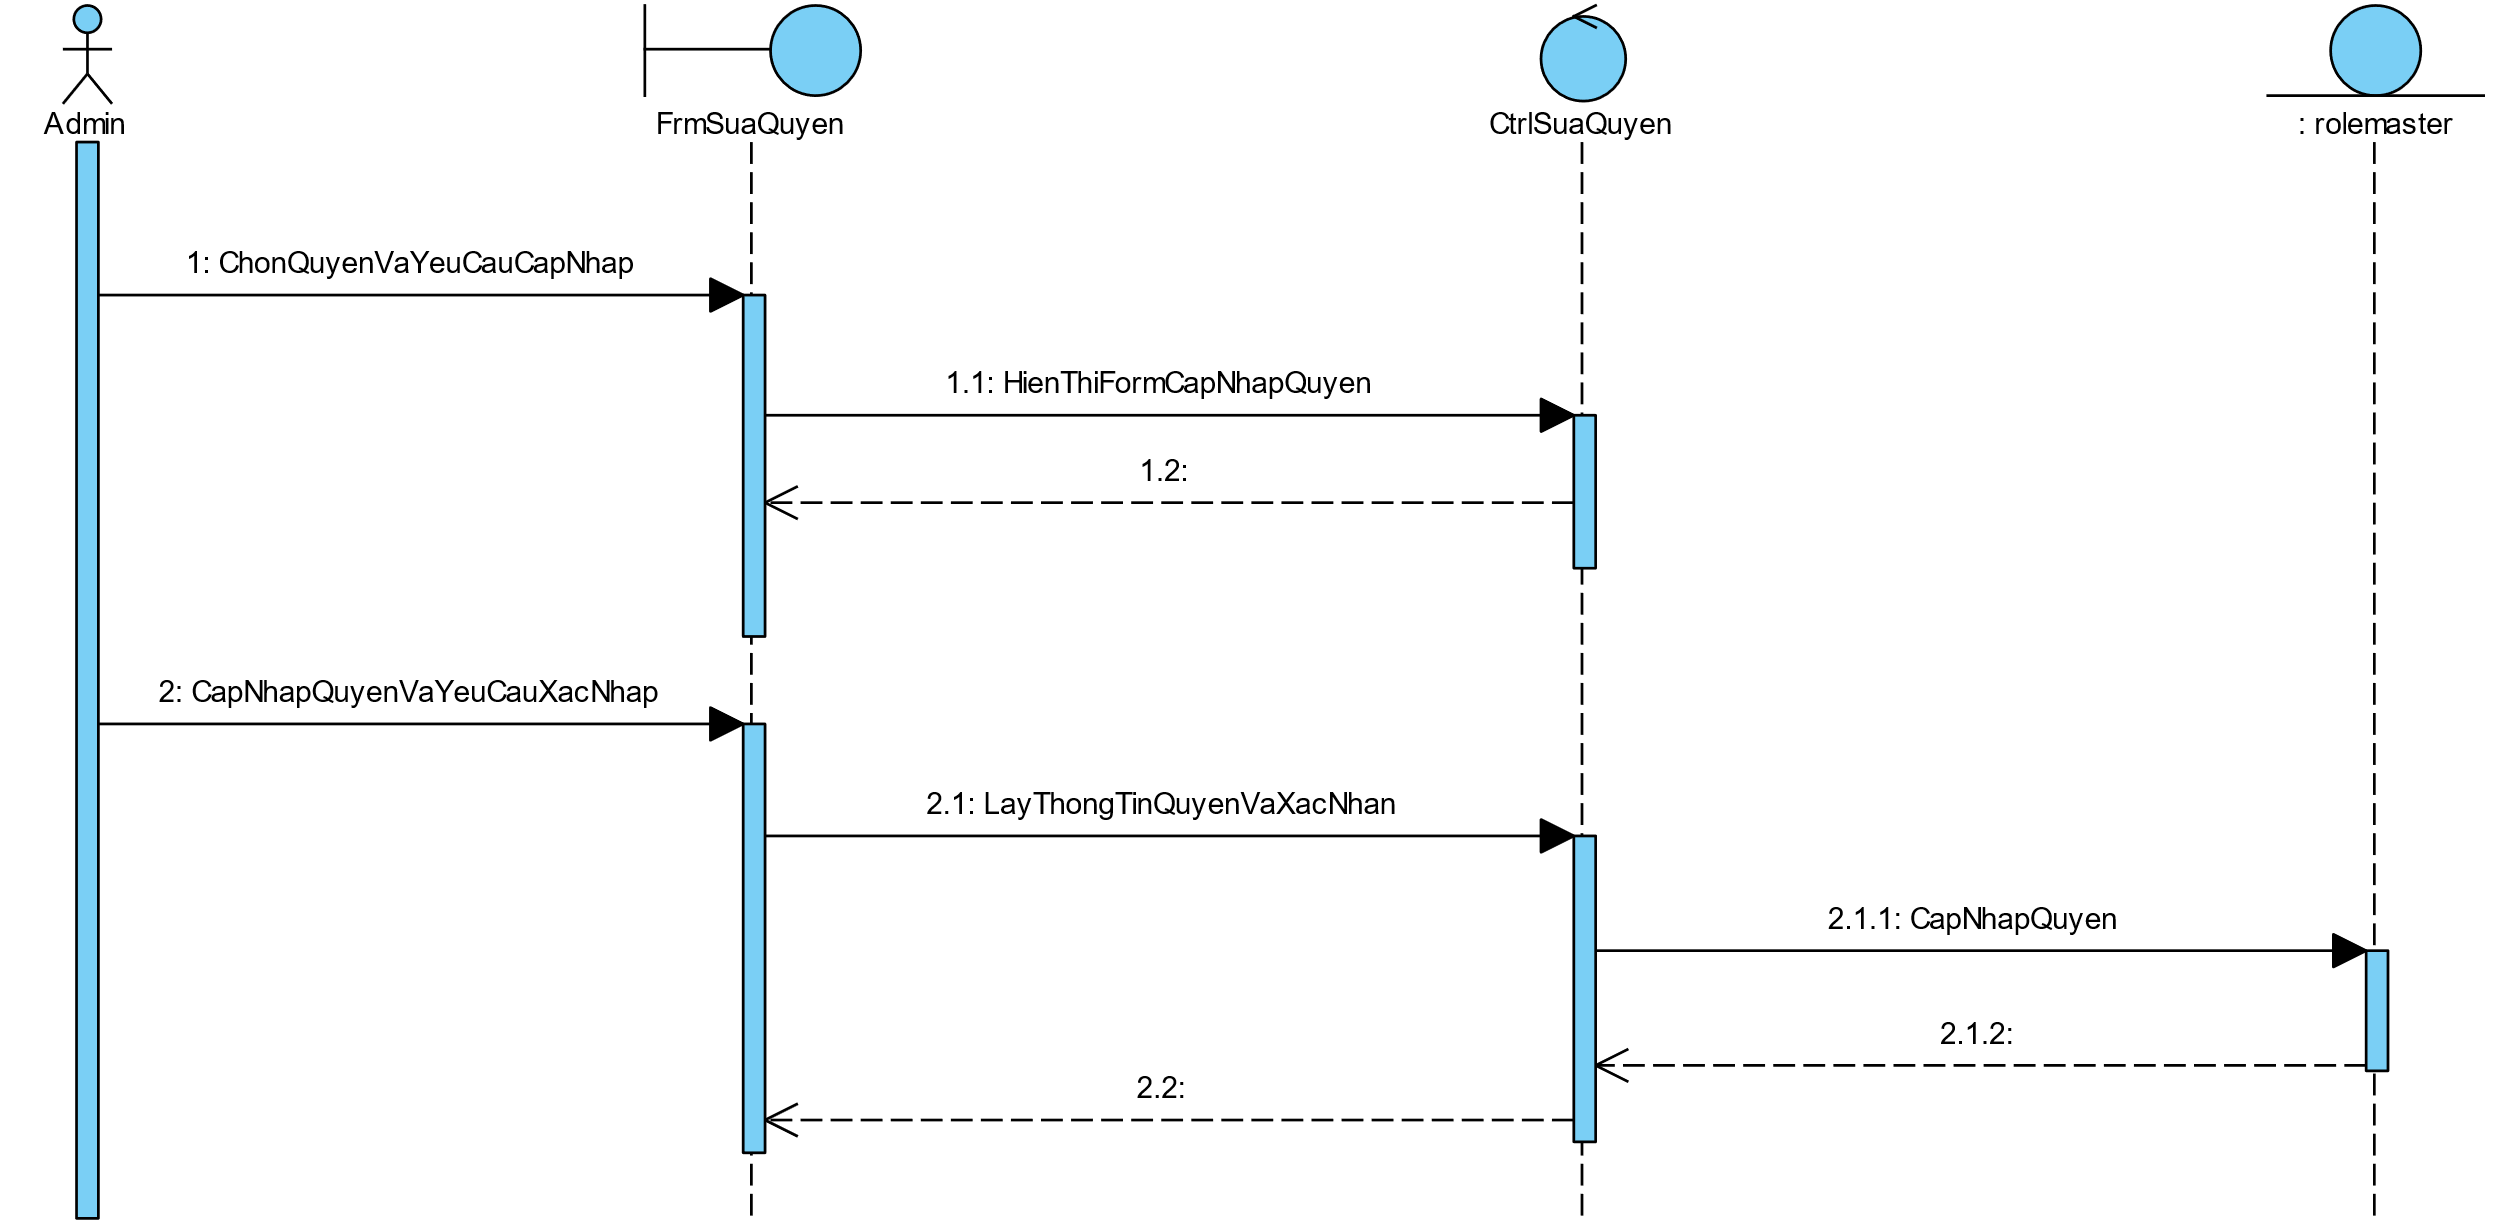 Admin
FrmSuaQuyen
CtrlSuaQuyen
: rolemaster
1: ChonQuyenVaYeuCauCapNhap
1.1: HienThiFormCapNhapQuyen
1.2:
2: CapNhapQuyenVaYeuCauXacNhap
2.1: LayThongTinQuyenVaXacNhan
2.1.1: CapNhapQuyen
2.1.2:
2.2: